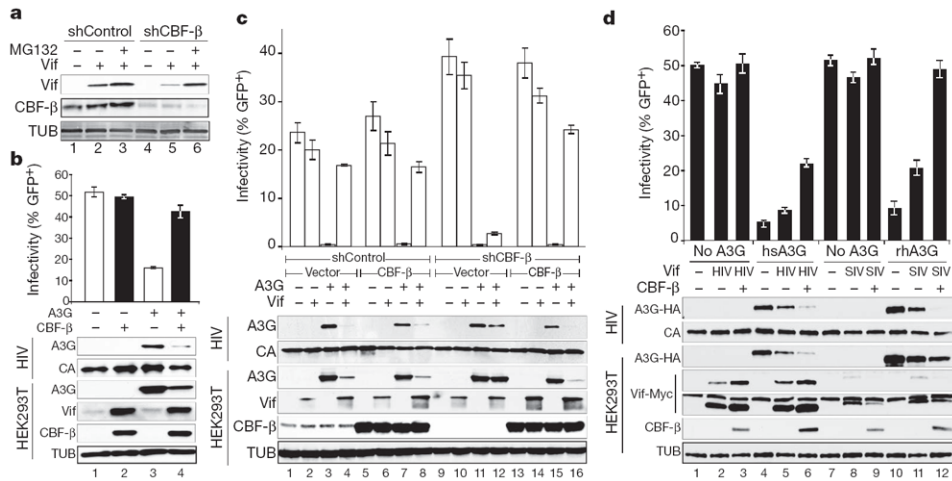 a
shControl shCBF-β
MG132 – – + – – +
Vif – + + – + +
Vif
CBF-β
TUB
1 2 3 4 5 6
b
Infectivity (% GFP+)
60
50
40
30
20
10
0
A3G – – + +
CBF-β – + – +
HIV
A3G
CA
HEK293T
A3G
Vif
CBF-β
TUB
1 2 3 4
c
Infectivity (% GFP+)
40
30
20
10
0
shControl shCBF-β
Vector CBF-β Vector CBF-β
A3G – – + + – – + + – – + + – – + +
Vif – + – + – + – + – + – + – + – +
HIV
A3G
CA
HEK293T
A3G
Vif
CBF-β
TUB
1 2 3 4 5 6 7 8 9 10 11 12 13 14 15 16
d
Infectivity (% GFP+)
60
50
40
30
20
10
0
No A3G hsA3G No A3G rhA3G
Vif – HIV HIV – HIV HIV – SIV SIV – SIV SIV
CBF-β – – + – – + – – + – – +
HIV
A3G-HA
CA
HEK293T
A3G-HA
Vif-Myc
CBF-β
TUB
1 2 3 4 5 6 7 8 9 10 11 12